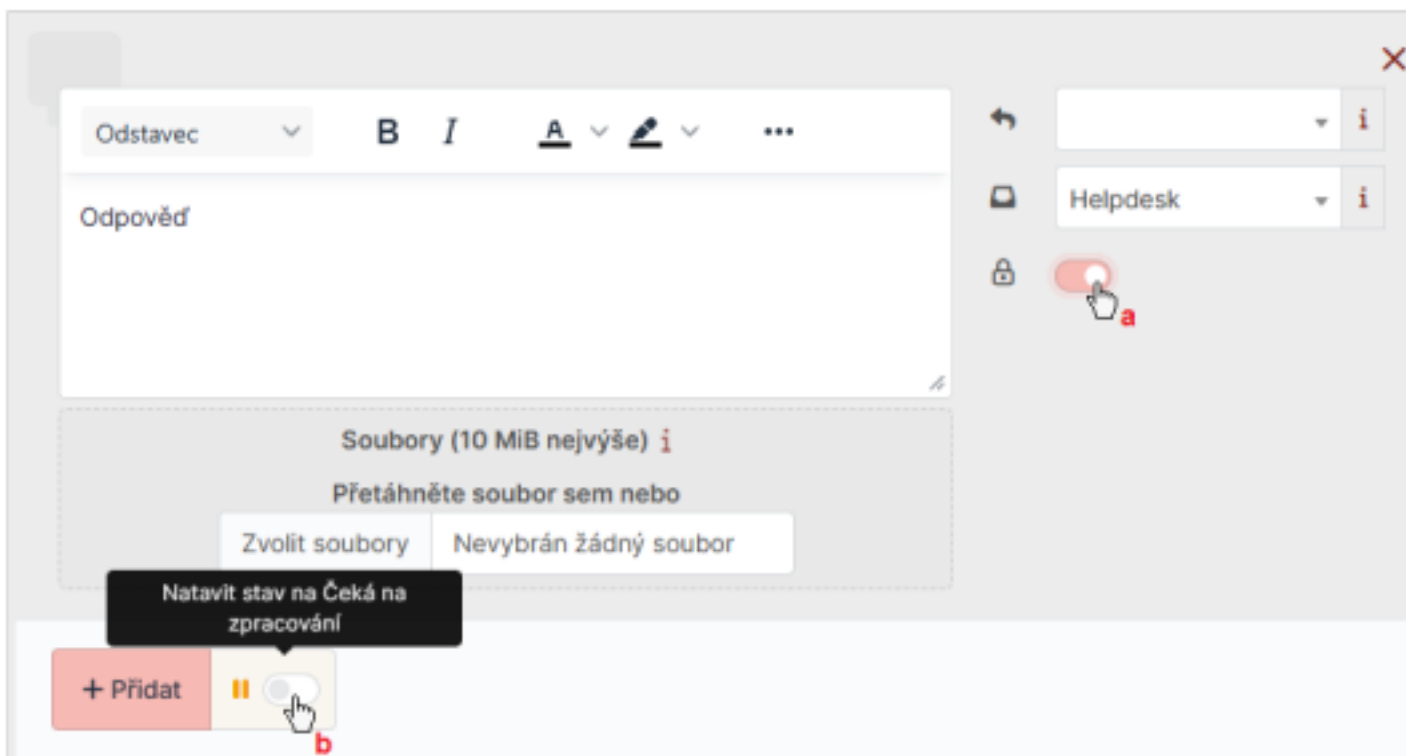 Odstavec B I A
Odpověď
Helpdesk
a
Soubory (10 MiB nejvýše) i
Přetáhněte soubor sem nebo
Zvolit soubory Nevybrán žádný soubor
Natavit stav na Čeká na
zpracování
+ Přidat
b